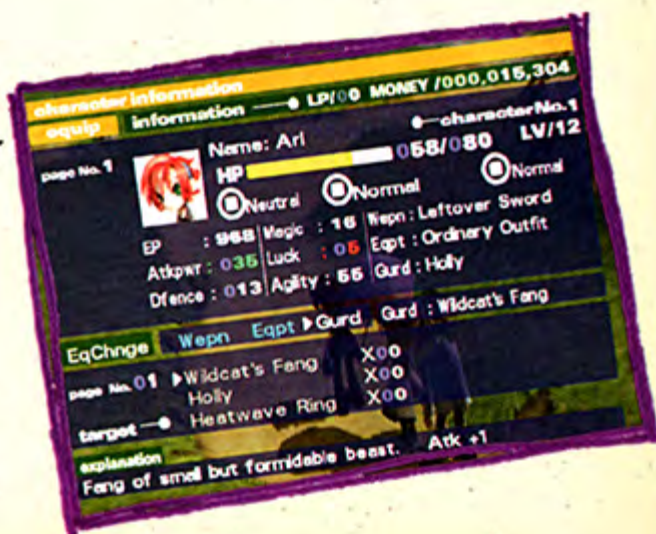 character information
equip information LP/00 MONEY/000,015,304
page No. 1 Name: Ari characterNo.1
HP 058/080 LV/12
Neutral Normal Normal
EP : 968 Magic : 16 Wepn : Leftover Sword
Atkpwr : 035 Luck : 05 Eqpt : Ordinary Outfit
Dfence : 013 Agility : 55 Gurd : Holly
EqChnge Wepn Eqpt Gurd Gurd : Wildcat's Fang
page No. 01 Wildcat's Fang X00
Holly X00
target Heatwave Ring X00
explanation
Fang of small but formidable beast. Atk +1